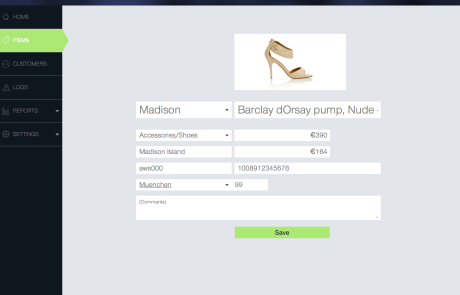 HOME
ITEMS
CUSTOMERS
LOGS
REPORTS
SETTINGS
Madison
Barclay dOrsay pump, Nude
Accessories/Shoes
€390
Madison Island
€164
aws000
1008912345678
Muenchen
99
(Comments)
Save